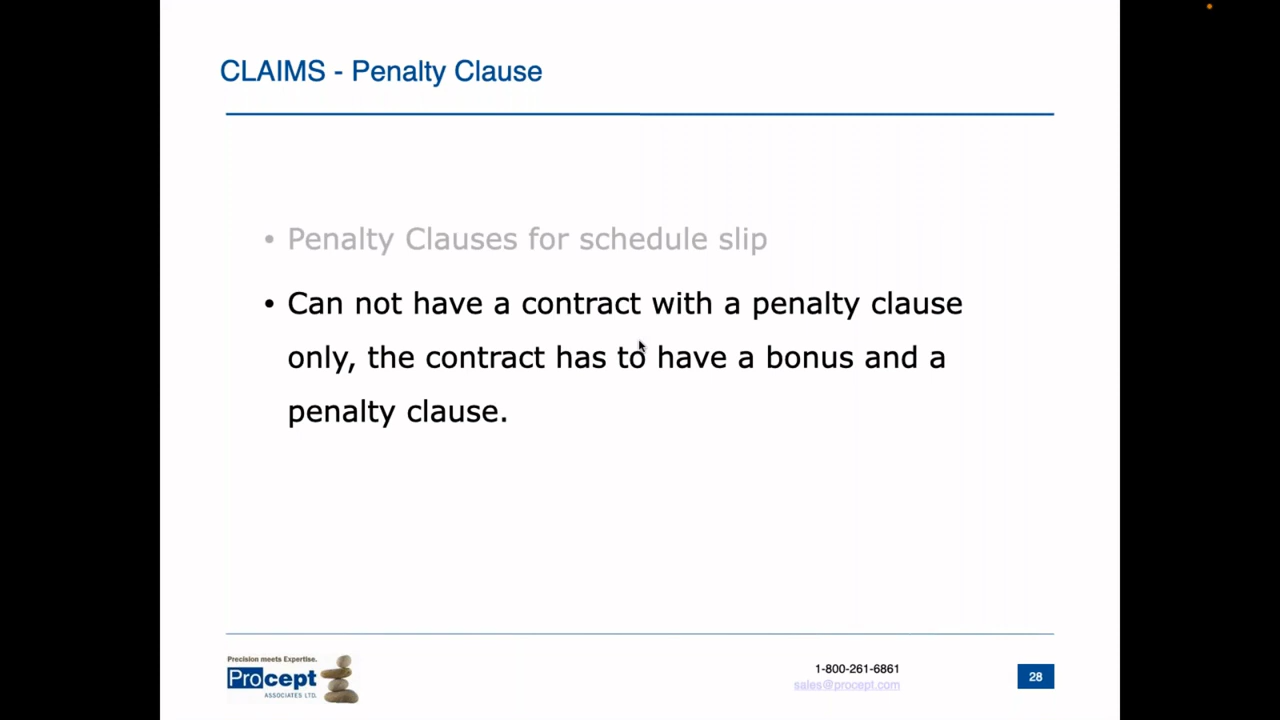 CLAIMS - Penalty Clause
• Penalty Clauses for schedule slip
• Can not have a contract with a penalty clause
only, the contract has to have a bonus and a
penalty clause.
Precision meets Expertise.
Procept
ASSOCIATES LTD.
1-800-261-6861
sales@procept.com
28